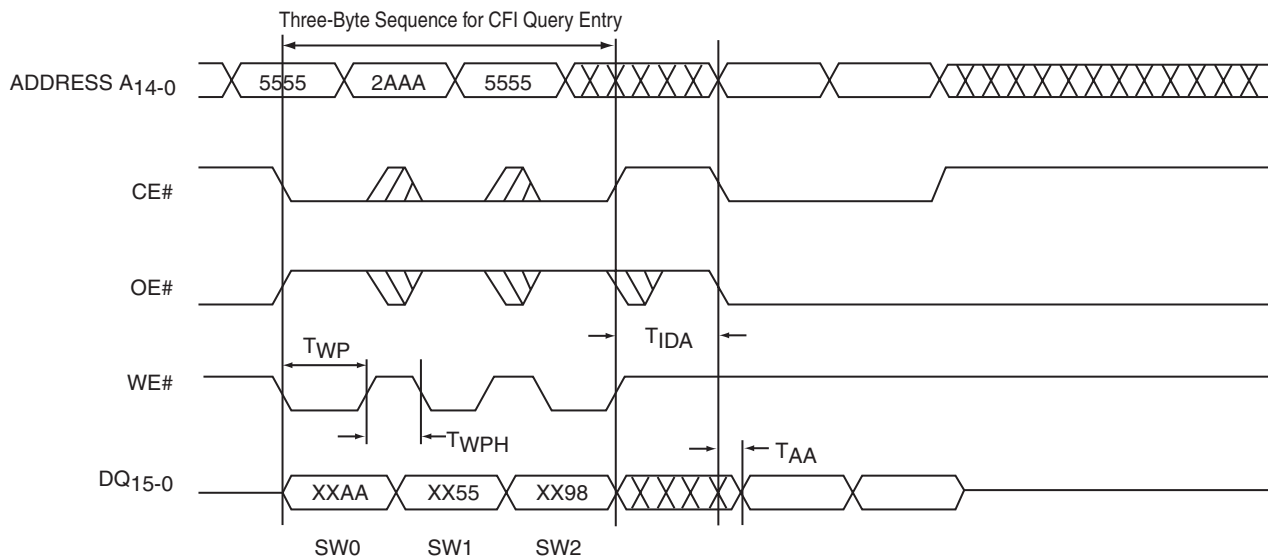 Three-Byte Sequence for CFI Query Entry
ADDRESS A14-0
5555 2AAA 5555
CE#
OE#
TIDA
TWP
WE#
TWPH
TAA
DQ15-0
XXAA XX55 XX98
SW0 SW1 SW2